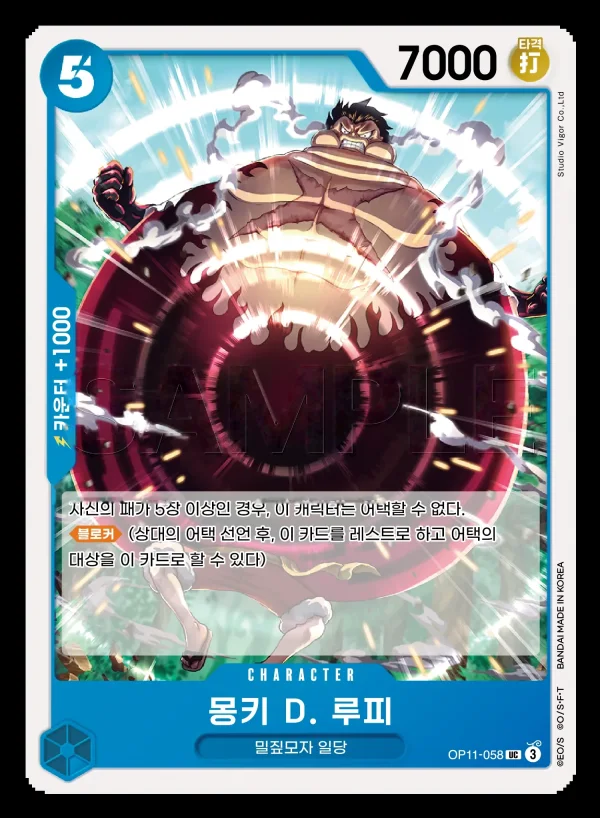 5
7000
타격
打
Studio Vigor Co.,Ltd
카운터 +1000
SAMPLE
자신의 패가 5장 이상인 경우, 이 캐릭터는 어택할 수 없다.
블로커 (상대의 어택 선언 후, 이 카드를 레스트로 하고 어택의
대상을 이 카드로 할 수 있다)
CHARACTER
몽키 D. 루피
밀짚모자 일당
OP11-058 UC 3
©EO/S ©O/S·F·T BANDAI MADE IN KOREA